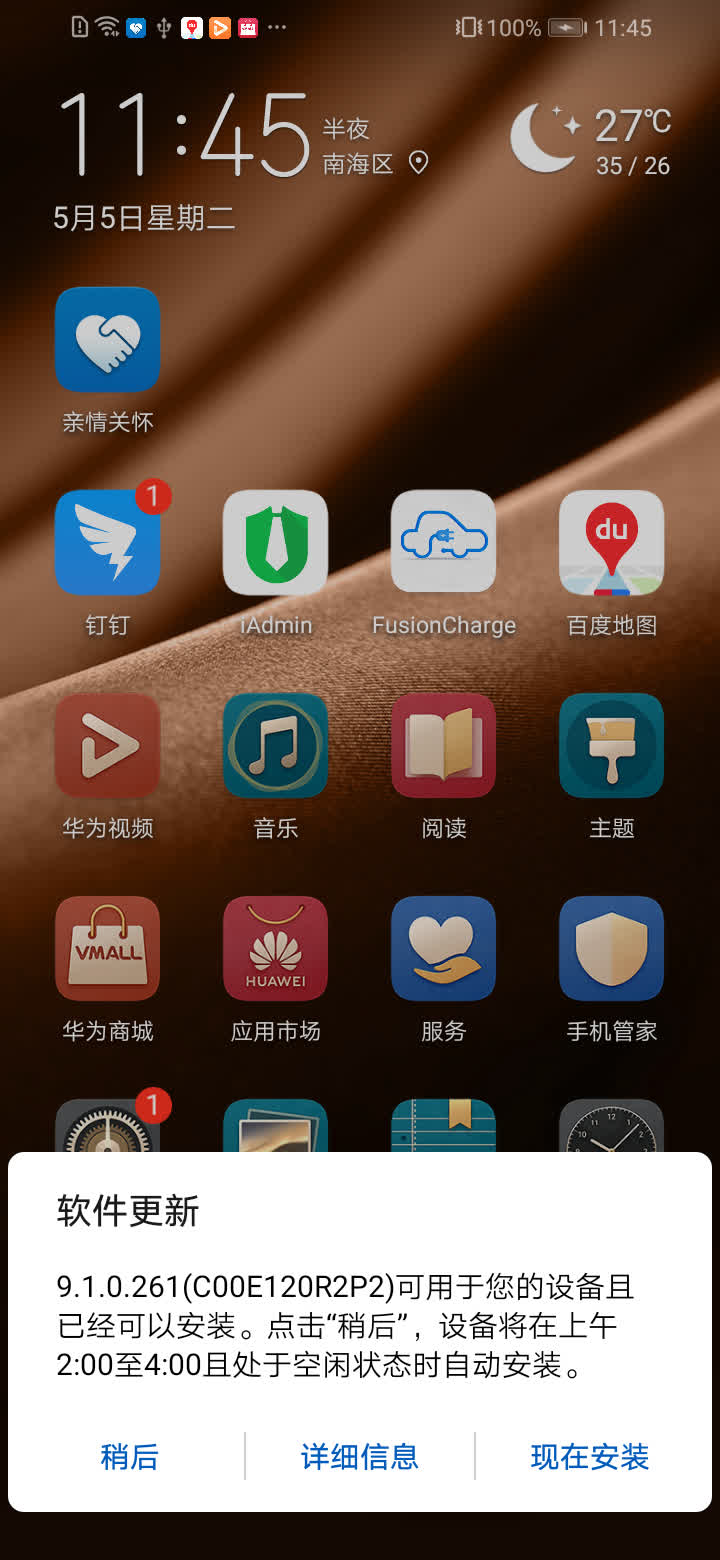 100% 11:45
11:45 半夜
南海区
27℃
35 / 26
5月5日星期二
亲情关怀
1
钉钉 iAdmin FusionCharge 百度地图
du
华为视频 音乐 阅读 主题
VMALL HUAWEI
华为商城 应用市场 服务 手机管家
1
软件更新
9.1.0.261(C00E120R2P2)可用于您的设备且
已经可以安装。点击“稍后”，设备将在上午
2:00至4:00且处于空闲状态时自动安装。
稍后 详细信息 现在安装